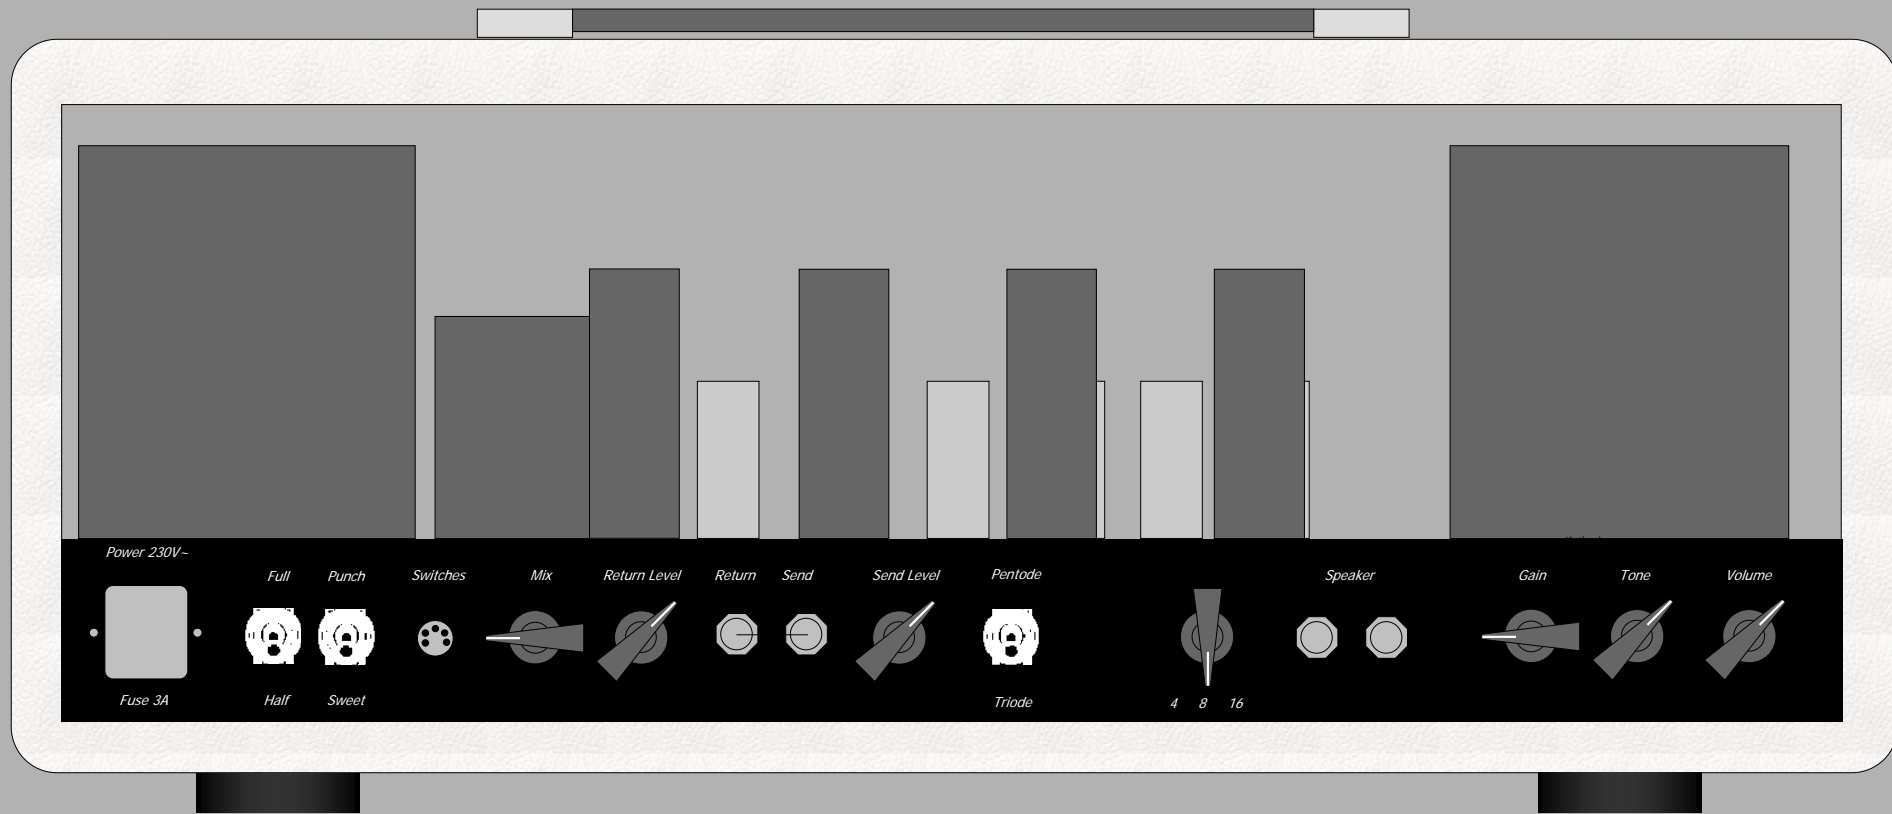 Power 230V~
Full Punch Switches Mix Return Level Return Send Send Level Pentode Speaker Gain Tone Volume
Fuse 3A Half Sweet Triode 4 8 16